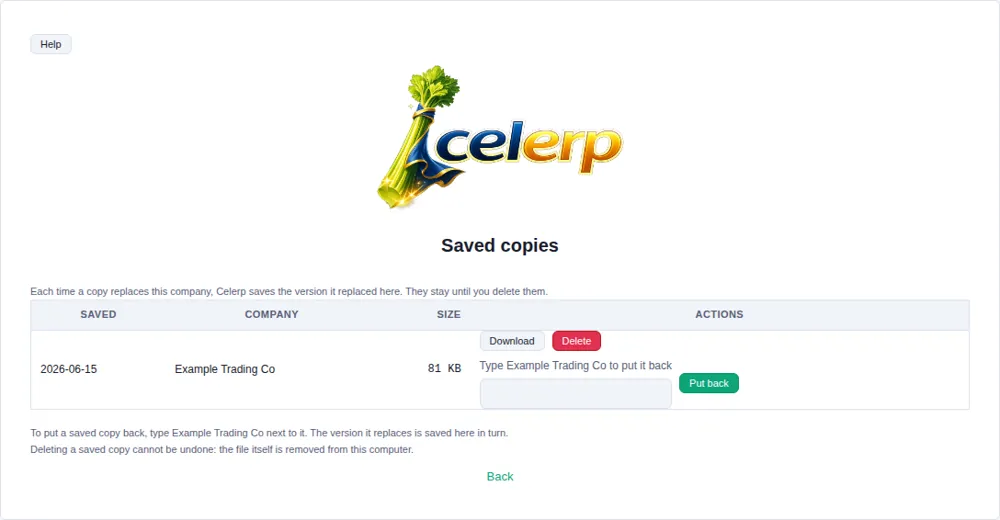 Help
celerp
Saved copies
Each time a copy replaces this company, Celerp saves the version it replaced here. They stay until you delete them.
SAVED COMPANY SIZE ACTIONS
Download Delete
2026-06-15 Example Trading Co 81 KB
Type Example Trading Co to put it back
Put back
To put a saved copy back, type Example Trading Co next to it. The version it replaces is saved here in turn.
Deleting a saved copy cannot be undone: the file itself is removed from this computer.
Back